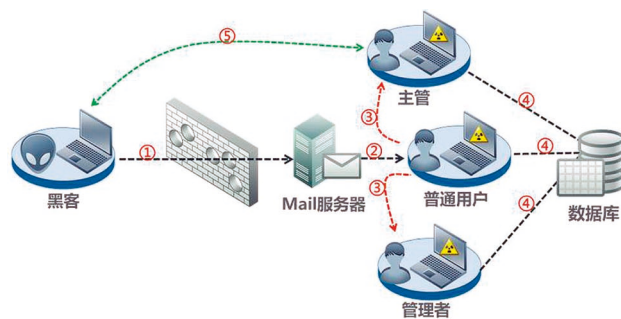 ⑤
主管
③
④
①
②
④
黑客
Mail服务器
③
普通用户
④
数据库
管理者